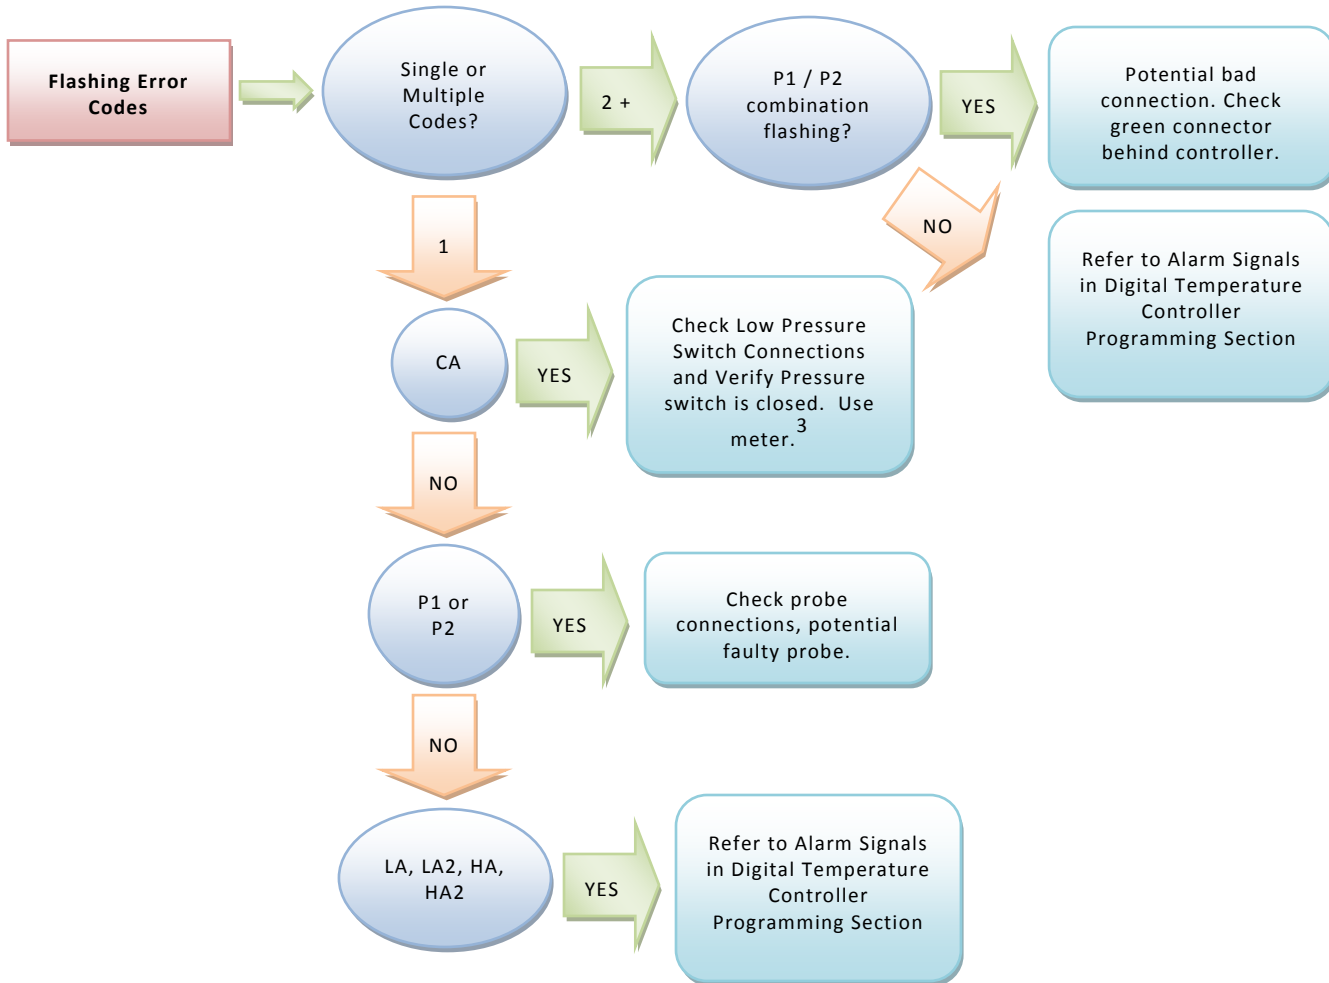 Flashing Error
Codes
Single or
Multiple
Codes?
2 +
P1 / P2
combination
flashing?
YES
Potential bad
connection. Check
green connector
behind controller.
NO
Refer to Alarm Signals
in Digital Temperature
Controller
Programming Section
1
CA
YES
Check Low Pressure
Switch Connections
and Verify Pressure
switch is closed. Use
meter.3
NO
P1 or
P2
YES
Check probe
connections, potential
faulty probe.
NO
LA, LA2, HA,
HA2
YES
Refer to Alarm Signals
in Digital Temperature
Controller
Programming Section